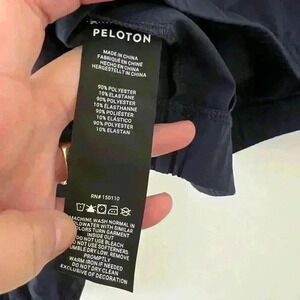 PELOTON
MADE IN CHINA
FABRIQUÉ EN CHINE
HECHO EN CHINA
HERGESTELLT IN CHINA
90% POLYESTER
10% ELASTANE
90% POLYESTER
10% ÉLASTHANNE
90% POLIÉSTER
10% ELÁSTICO
90% POLYESTER
10% ELASTAN
RN# 150110
MACHINE WASH NORMAL IN
COLDWATER WITH SIMILAR
COLORS TURN GARMENT
INSIDE OUT
DO NOT USE BLEACH
DO NOT USE SOFTENERS
TUMBLE DRY LOW. REMOVE
PROMPTLY
WARM IRON IF NEEDED
DO NOT DRY CLEAN
EXCLUSIVE OF DECORATION